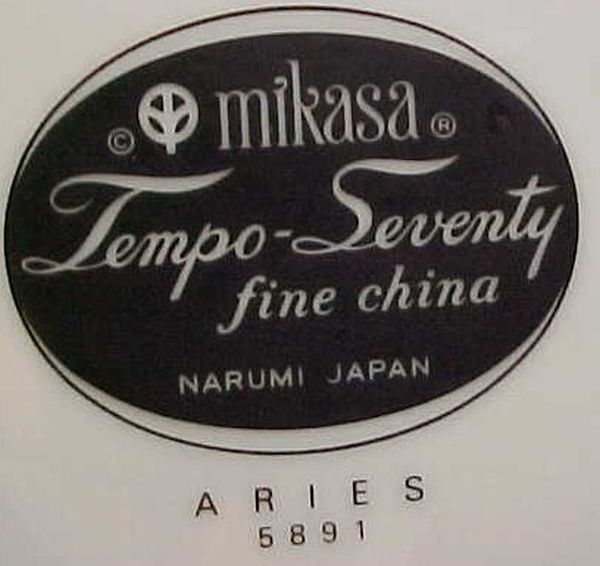 © mikasa ®
Tempo-Seventy
fine china
NARUMI JAPAN
ARIES
5891